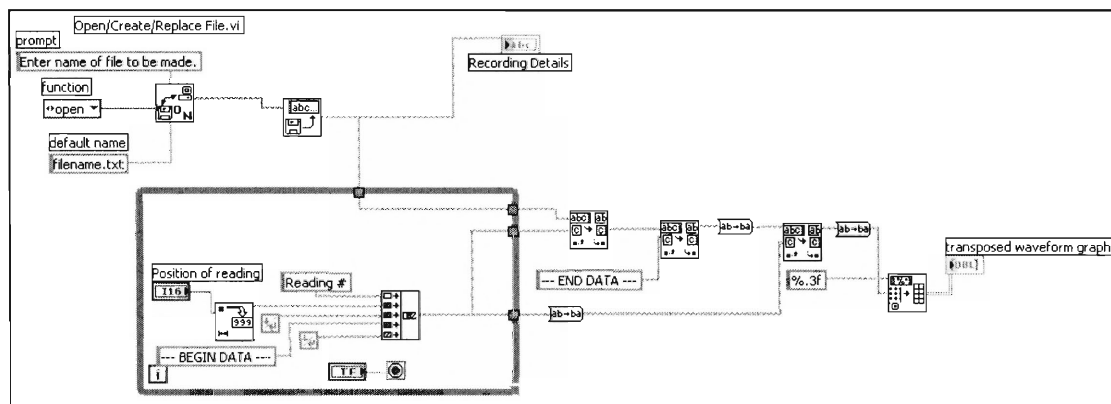 Open/Create/Replace File.vi
prompt
Enter name of file to be made.
function
open
default name
filename.txt
abc
Recording Details
Position of reading
I16
Reading #
999
--- BEGIN DATA ---
i
TF
--- END DATA ---
ab→ba
ab→ba
ab→ba
%.3f
transposed waveform graph
DBL